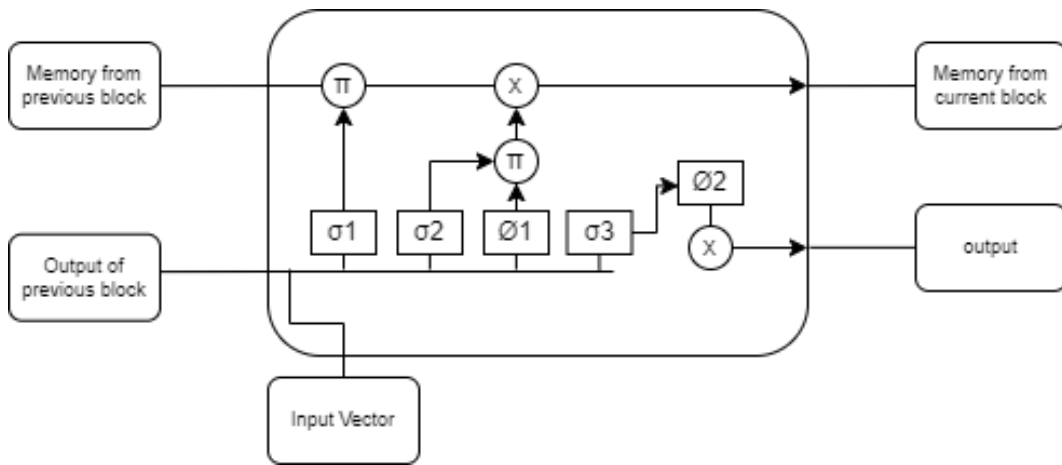 Memory from
previous block
π
X
Memory from
current block
π
Ø2
σ1
σ2
Ø1
σ3
X
output
Output of
previous block
Input Vector